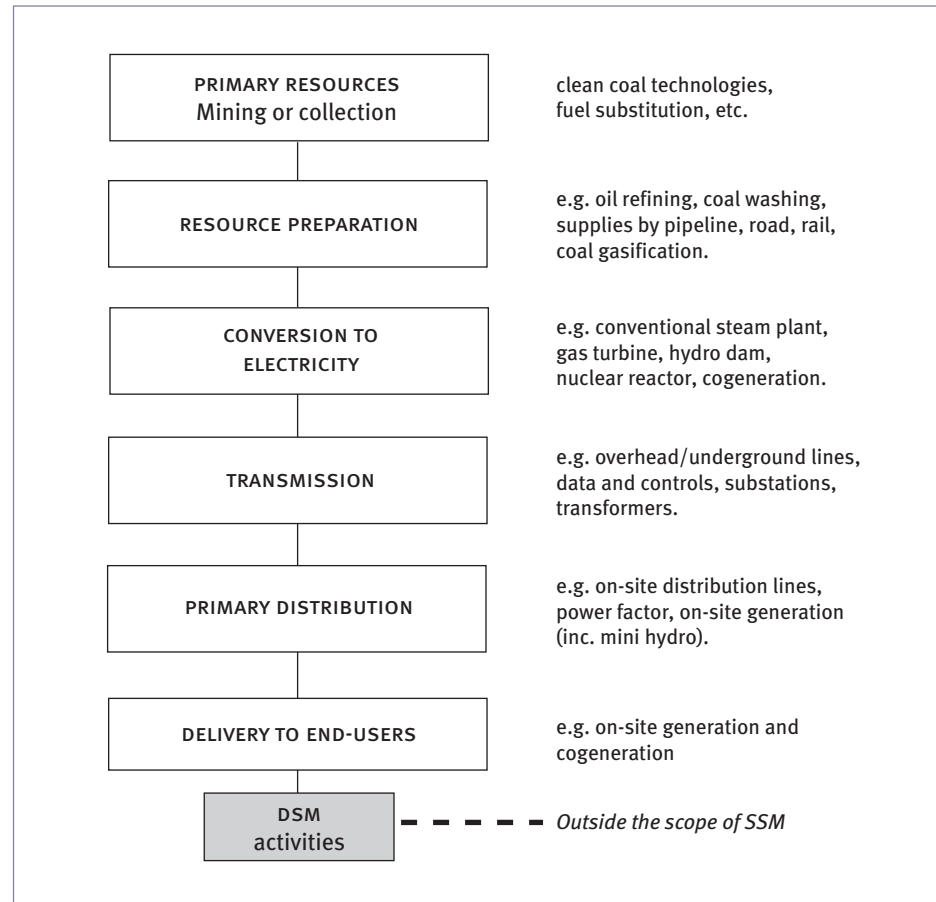 PRIMARY RESOURCES
Mining or collection
clean coal technologies,
fuel substitution, etc.
RESOURCE PREPARATION
e.g. oil refining, coal washing,
supplies by pipeline, road, rail,
coal gasification.
CONVERSION TO
ELECTRICITY
e.g. conventional steam plant,
gas turbine, hydro dam,
nuclear reactor, cogeneration.
TRANSMISSION
e.g. overhead/underground lines,
data and controls, substations,
transformers.
PRIMARY DISTRIBUTION
e.g. on-site distribution lines,
power factor, on-site generation
(inc. mini hydro).
DELIVERY TO END-USERS
e.g. on-site generation and
cogeneration
DSM
activities
Outside the scope of SSM